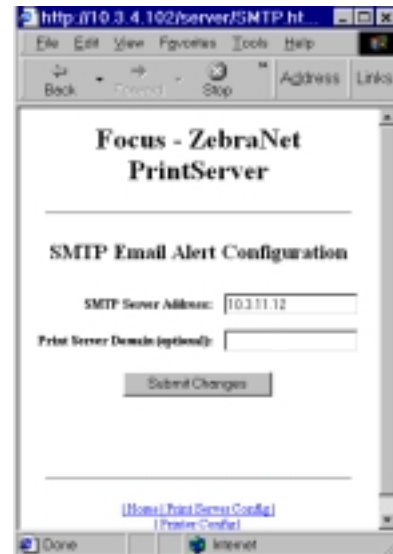 http://10.3.4.102/server/SMTP.ht...
File Edit View Favorites Tools Help
Back Forward Stop Address Links
Focus - ZebraNet
PrintServer
SMTP Email Alert Configuration
SMTP Server Address: 10.3.11.12
Print Server Domain (optional):
Submit Changes
| Home | Print Server Config |
| Printer Config |
Done Internet